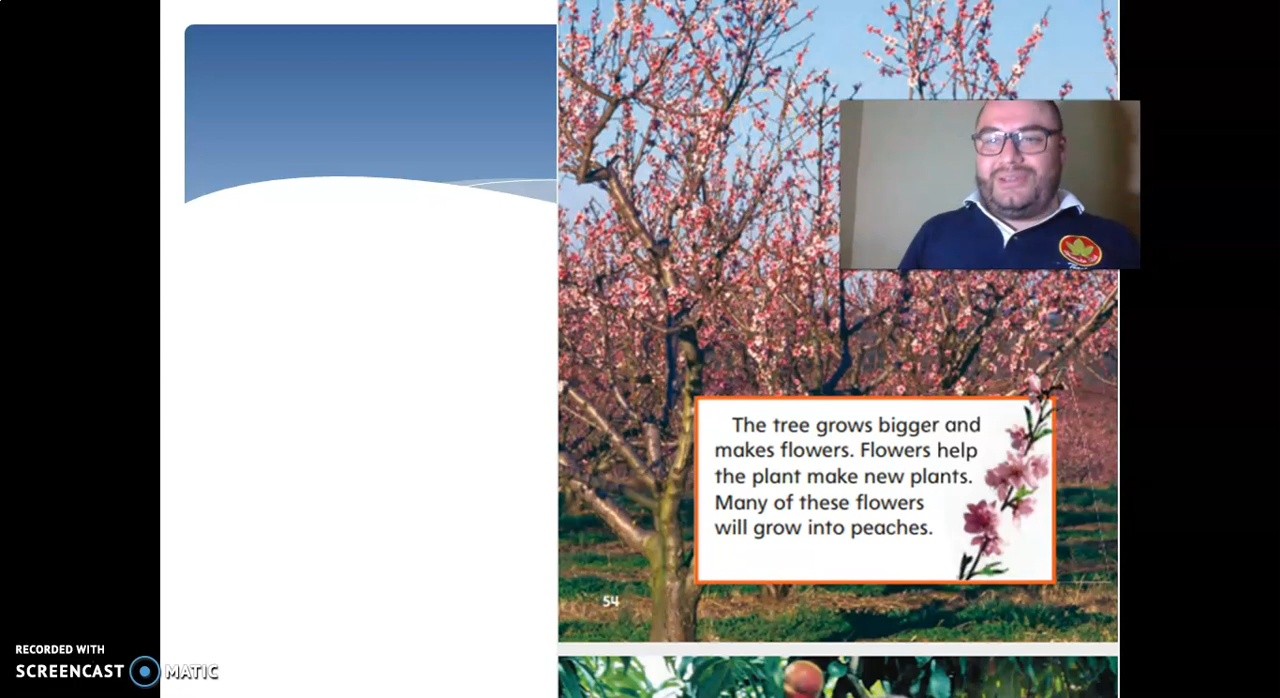 The tree grows bigger and
makes flowers. Flowers help
the plant make new plants.
Many of these flowers
will grow into peaches.
54
RECORDED WITH
SCREENCAST MATIC